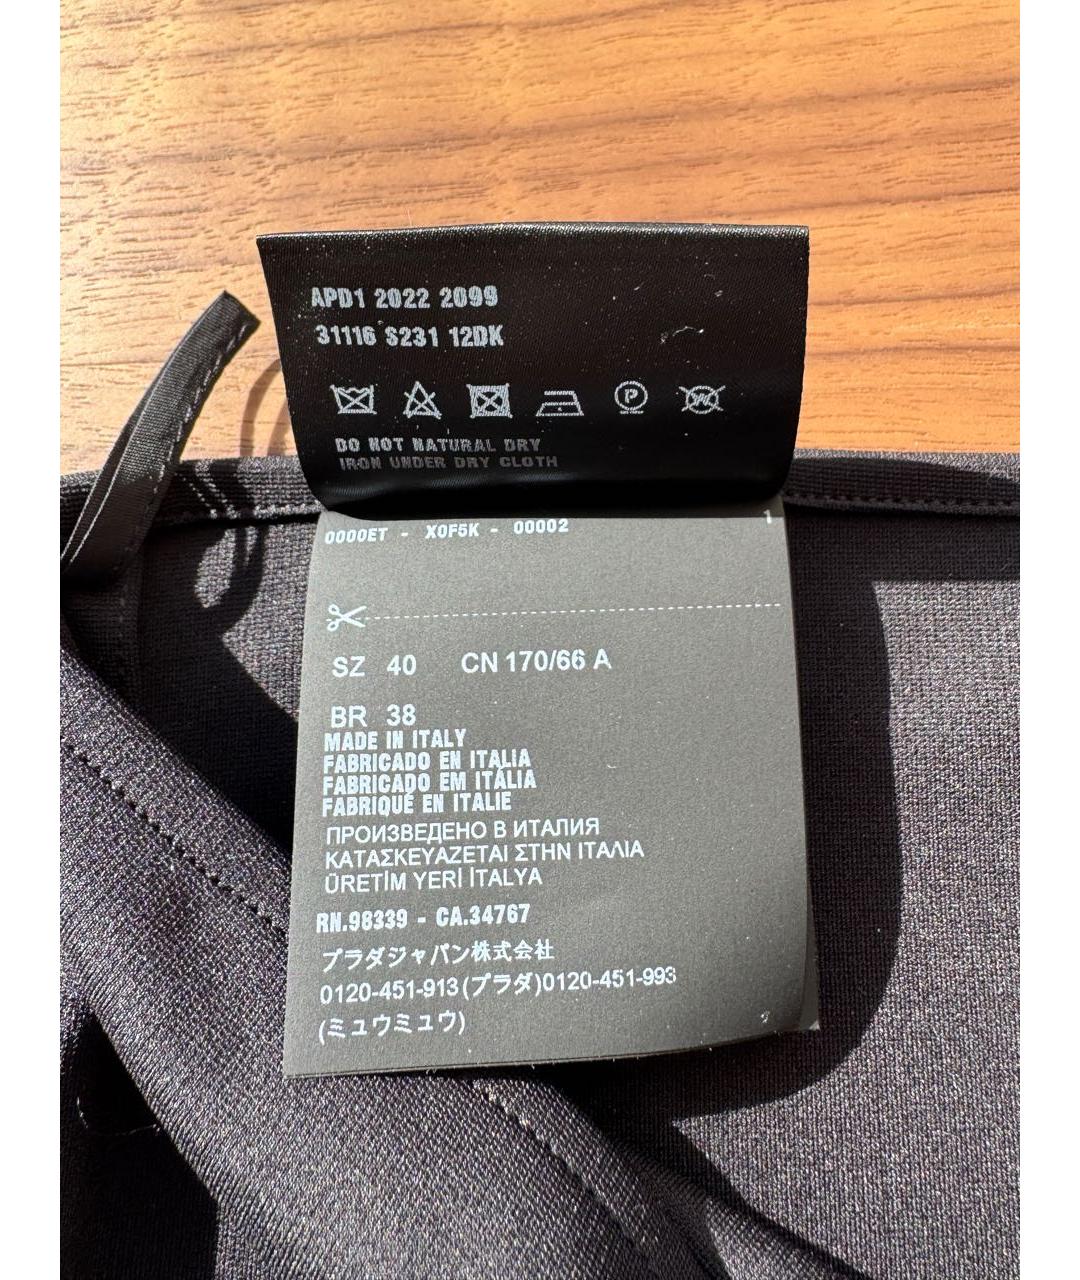 APD1 2022 2099
31116 S231 12DK
P
DO NOT NATURAL DRY
IRON UNDER DRY CLOTH
0000ET - X0F5K - 00002 1
SZ 40 CN 170/66 A
BR 38
MADE IN ITALY
FABRICADO EN ITALIA
FABRICADO EM ITÁLIA
FABRIQUÉ EN ITALIE
ПРОИЗВЕДЕНО В ИТАЛИЯ
ΚΑΤΑΣΚΕΥΑΖΕΤΑΙ ΣΤΗΝ ΙΤΑΛΙΑ
ÜRETİM YERİ İTALYA
RN.98339 - CA.34767
プラダジャパン株式会社
0120-451-913(プラダ)0120-451-993
(ミュウミュウ)